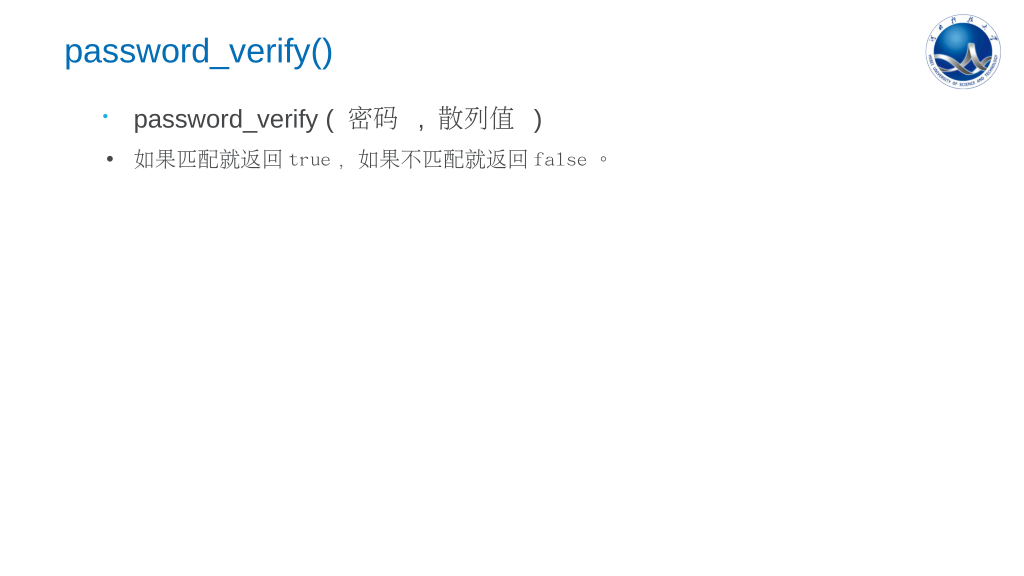 password_verify()
• password_verify ( 密码 , 散列值 )
• 如果匹配就返回 true ，如果不匹配就返回 false 。